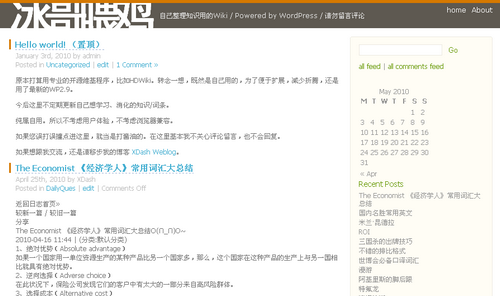 冰哥喂鸡
自己整理知识用的Wiki / Powered by WordPress / 请勿留言评论
home About
Hello world! （置顶）
January 3rd, 2010 by admin
Posted in Uncategorized | edit | 1 Comment »
原本打算用专业的开源维基程序，比如HDWiki。转念一想，既然是自己用的，为了便于扩展，减少折腾，还是
用了最新的WP2.9。
今后这里不定期更新自己想学习、消化的知识/词条。
纯属自用。所以不考虑用户体验，不考虑浏览器兼容。
如果您误打误撞点进这里，就当是打酱油的。在这里基本我不关心评论留言，也不会回复。
如果想跟我交流，还是请移步我的博客 XDash Weblog。
The Economist 《经济学人》常用词汇大总结
April 25th, 2010 by XDash
Posted in DailyQues | edit | Comments Off
返回日志首页»
较新一篇 / 较旧一篇
分享
The Economist 《经济学人》常用词汇大总结O(∩_∩)O~
2010-04-16 11:44 | (分类:默认分类)
1、绝对优势（Absolute advantage）
如果一个国家用一单位资源生产的某种产品比另一个国家多，那么，这个国家在这种产品的生产上与另一国相
比就具有绝对优势。
2、逆向选择（Adverse choice）
在此状况下，保险公司发现它们的客户中有太大的一部分来自高风险群体。
3、选择成本（Alternative cost）
Go
all feed | all comments feed
May 2010
M T W T F S S
1 2
3 4 5 6 7 8 9
10 11 12 13 14 15 16
17 18 19 20 21 22 23
24 25 26 27 28 29 30
31
« Apr
Recent Posts
The Economist 《经济学人》常用
词汇大总结
国内名胜常用英文
米兰·昆德拉
ROI
三国杀的出牌技巧
不错的排比格式
世博会必备口译词汇
漫游
阿基里斯的脚后跟
特氟龙